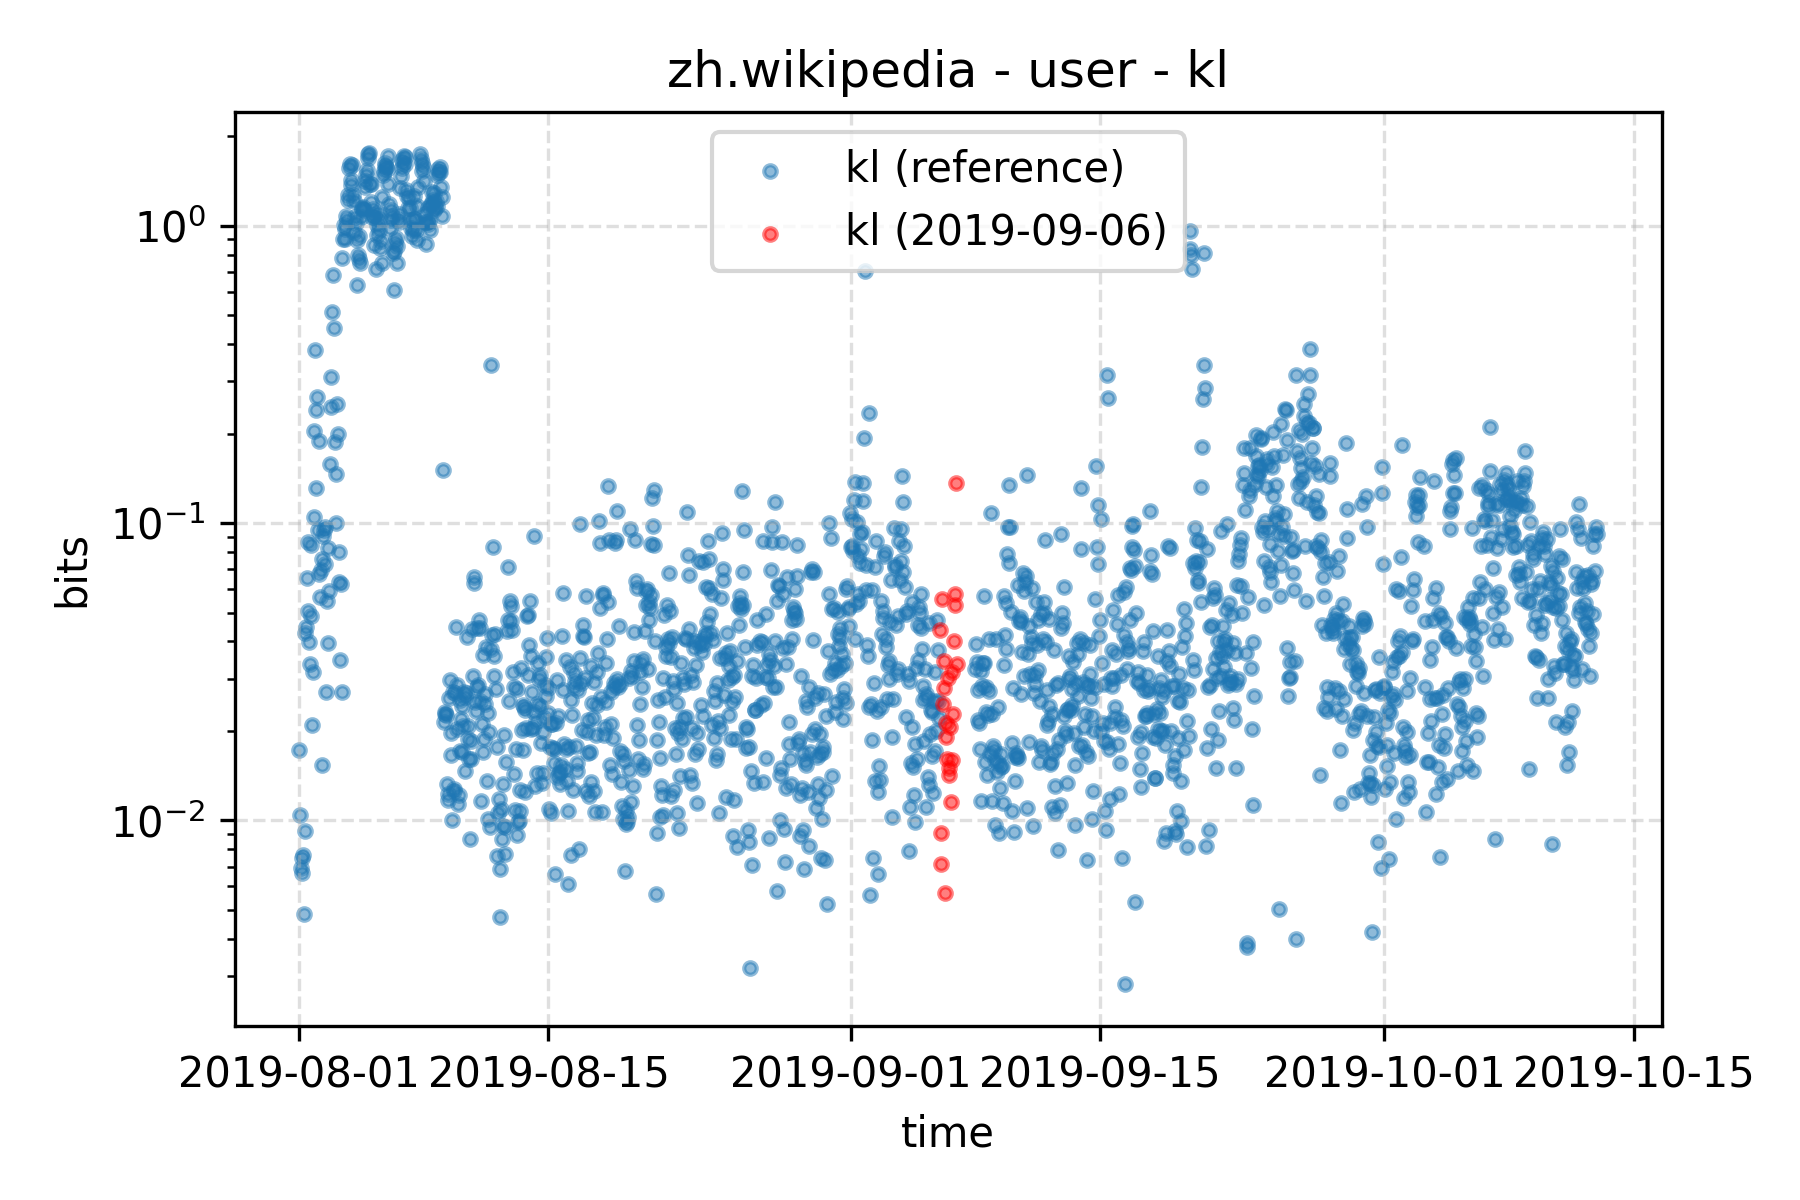 zh.wikipedia - user - kl
kl (reference)
kl (2019-09-06)
10⁰
10⁻¹
10⁻²
bits
2019-08-01 2019-08-15 2019-09-01 2019-09-15 2019-10-01 2019-10-15
time